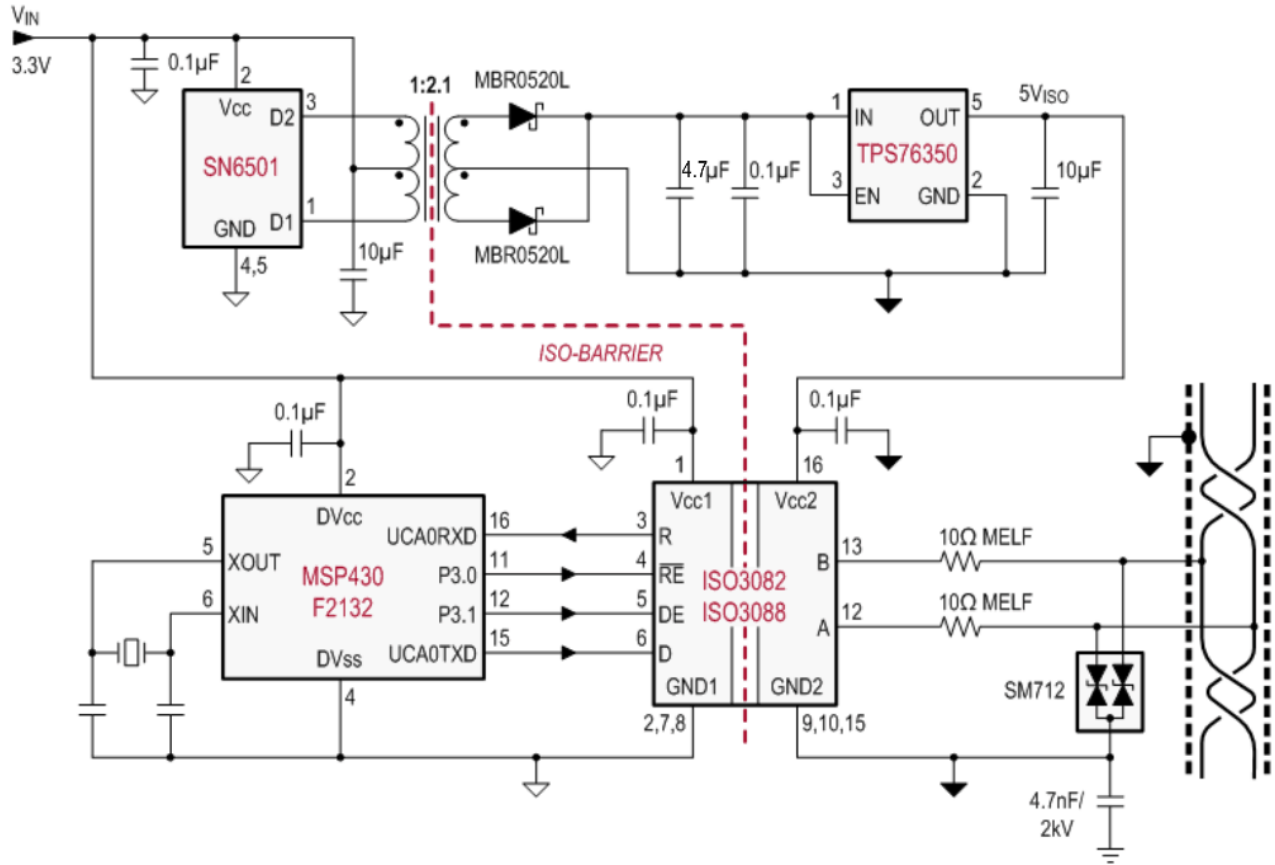 VIN
3.3V
0.1µF
2
Vcc
D2
3
SN6501
D1
1
GND
4,5
10µF
1:2.1
MBR0520L
MBR0520L
4.7µF
0.1µF
1
IN
OUT
5
TPS76350
3
EN
GND
2
5VISO
10µF
ISO-BARRIER
0.1µF
2
DVcc
5
XOUT
6
XIN
MSP430
F2132
UCA0RXD
16
P3.0
11
P3.1
12
UCA0TXD
15
DVss
4
0.1µF
1
Vcc1
3
R
4
RE
5
DE
6
D
GND1
2,7,8
ISO3082
ISO3088
0.1µF
16
Vcc2
B
13
A
12
GND2
9,10,15
10Ω MELF
10Ω MELF
SM712
4.7nF/
2kV